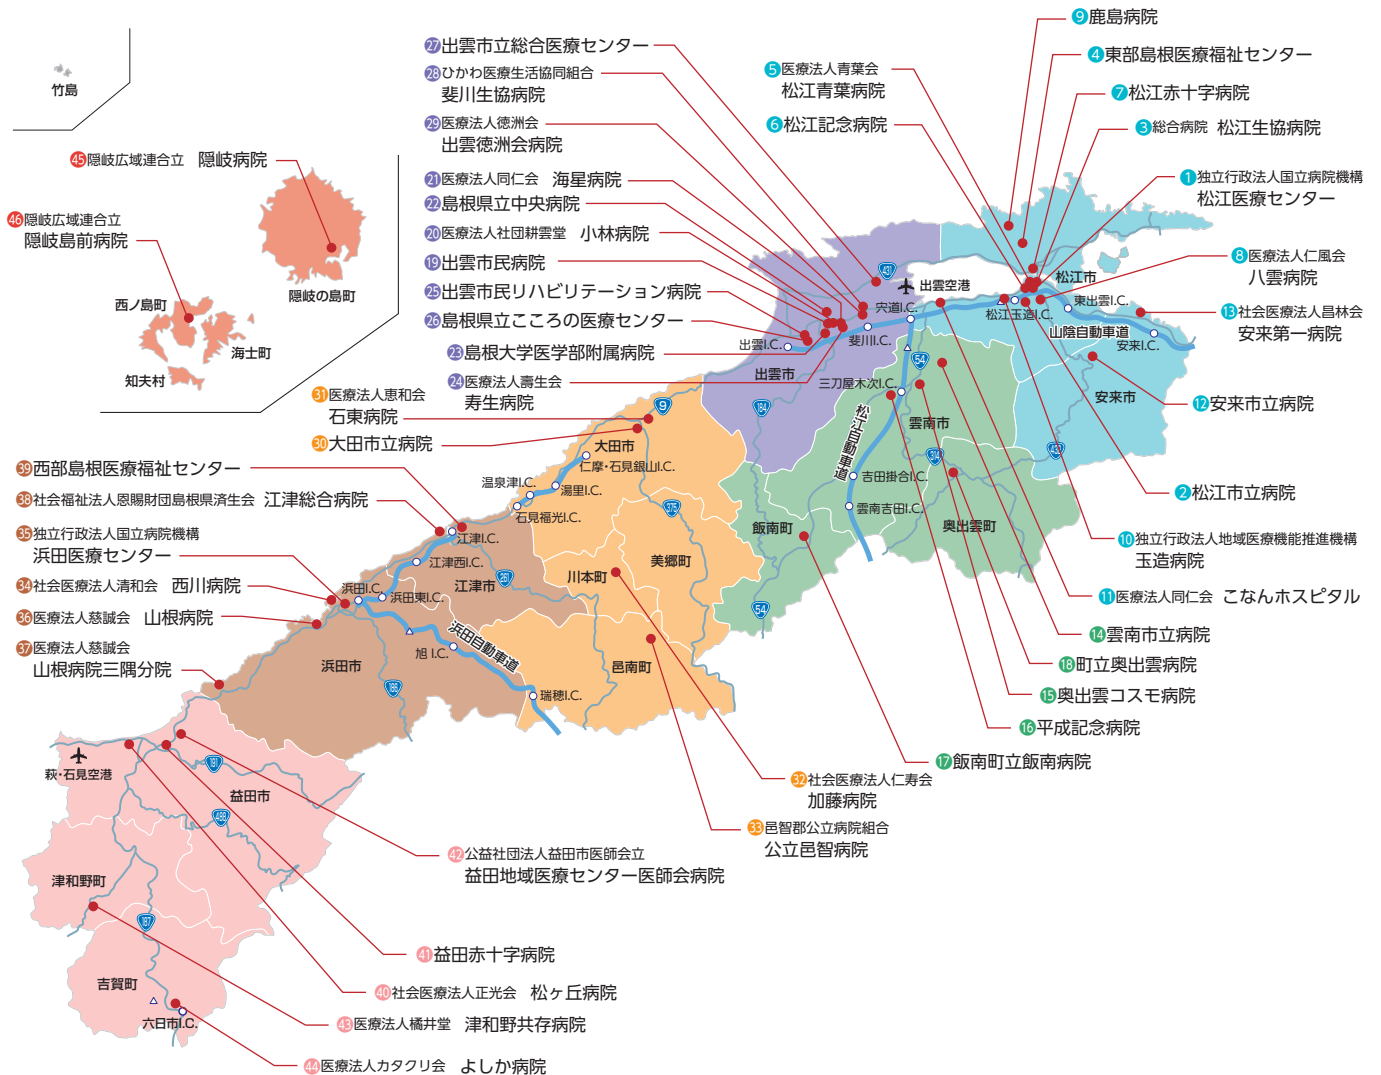 竹島
㊺隠岐広域連合立 隠岐病院
㊻隠岐広域連合立
隠岐島前病院
西ノ島町
海士町
知夫村
隠岐の島町
㉗出雲市立総合医療センター
㉘ひかわ医療生活協同組合
斐川生協病院
㉙医療法人徳洲会
出雲徳洲会病院
㉑医療法人同仁会 海星病院
㉒島根県立中央病院
⑳医療法人社団耕雲堂 小林病院
⑲出雲市民病院
㉕出雲市民リハビリテーション病院
㉖島根県立こころの医療センター
㉓島根大学医学部附属病院
㉔医療法人壽生会
寿生病院
㉛医療法人恵和会
石東病院
㉚大田市立病院
㊴西部島根医療福祉センター
㊳社会福祉法人恩賜財団島根県済生会 江津総合病院
㉟独立行政法人国立病院機構
浜田医療センター
㉞社会医療法人清和会 西川病院
㊱医療法人慈誠会 山根病院
㊲医療法人慈誠会
山根病院三隅分院
⑨鹿島病院
④東部島根医療福祉センター
⑤医療法人青葉会
松江青葉病院
⑦松江赤十字病院
⑥松江記念病院
③総合病院 松江生協病院
①独立行政法人国立病院機構
松江医療センター
⑧医療法人仁風会
八雲病院
⑬社会医療法人昌林会
安来第一病院
⑫安来市立病院
②松江市立病院
⑩独立行政法人地域医療機能推進機構
玉造病院
⑪医療法人同仁会 こなんホスピタル
⑭雲南市立病院
⑱町立奥出雲病院
⑮奥出雲コスモ病院
⑯平成記念病院
⑰飯南町立飯南病院
㉜社会医療法人仁寿会
加藤病院
㉝邑智郡公立病院組合
公立邑智病院
㊷公益社団法人益田市医師会立
益田地域医療センター医師会病院
㊶益田赤十字病院
㊵社会医療法人正光会 松ヶ丘病院
㊸医療法人橘井堂 津和野共存病院
㊹医療法人カタクリ会 よしか病院
431
出雲空港
松江市
宍道I.C.
松江玉造I.C.
東出雲I.C.
山陰自動車道
安来I.C.
出雲I.C.
斐川I.C.
出雲市
54
三刀屋木次I.C.
184
松江自動車道
雲南市
安来市
432
314
吉田掛合I.C.
雲南吉田I.C.
奥出雲町
飯南町
54
9
大田市
仁摩・石見銀山I.C.
温泉津I.C.
湯里I.C.
石見福光I.C.
375
美郷町
川本町
邑南町
江津I.C.
江津西I.C.
江津市
261
浜田I.C.
浜田東I.C.
浜田自動車道
旭 I.C.
浜田市
186
瑞穂I.C.
萩・石見空港
191
益田市
488
津和野町
187
吉賀町
六日市I.C.